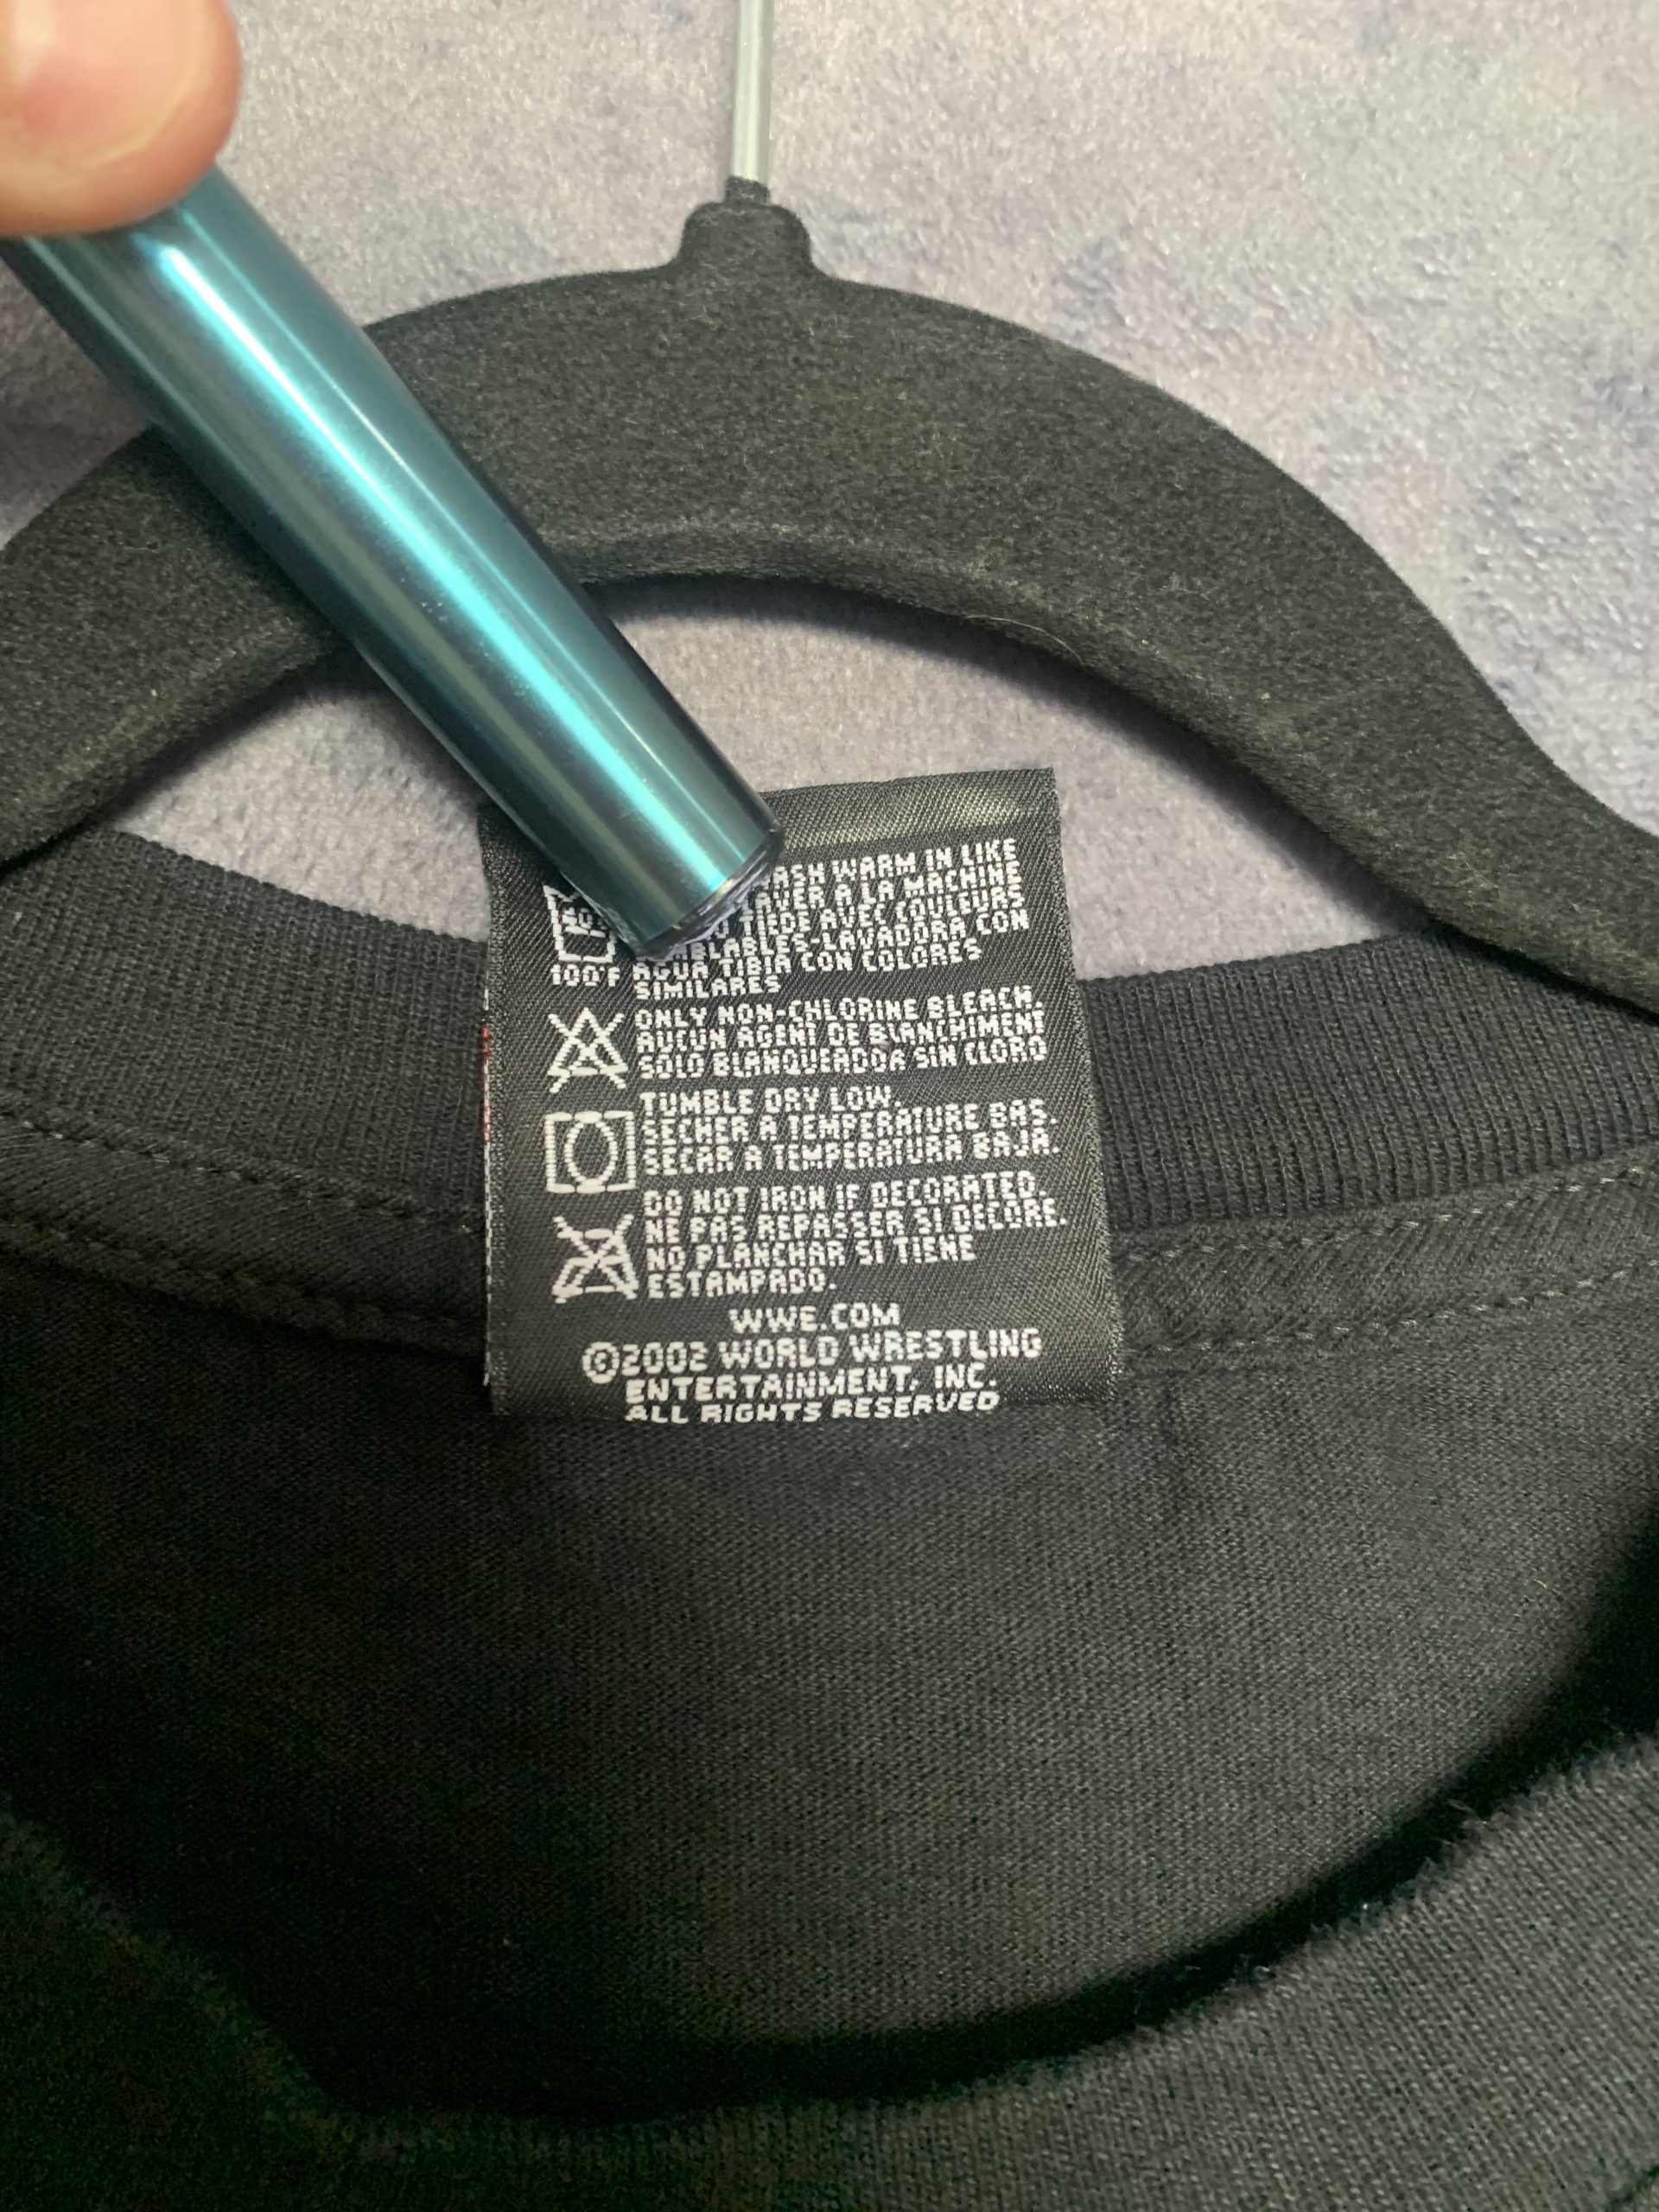 WARM IN LIKE
A LA MACHINE
TIEDE AVEC COULEURS
LAVADORA CON
100°F AGUA TIBIA CON COLORES
SIMILARES
ONLY NON-CHLORINE BLEACH.
AUCUN AGENT DE BLANCHIMENT
SOLO BLANQUEADOR SIN CLORO
TUMBLE DRY LOW.
SECHER A TEMPERATURE BAS.
SECAR A TEMPERATURA BAJA.
DO NOT IRON IF DECORATED.
NE PAS REPASSER SI DECORE.
NO PLANCHAR SI TIENE
ESTAMPADO.
WWE.COM
©2002 WORLD WRESTLING
ENTERTAINMENT, INC.
ALL RIGHTS RESERVED